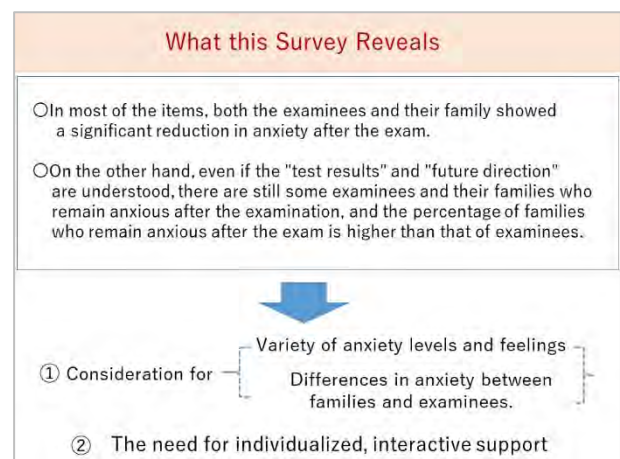 What this Survey Reveals
○In most of the items, both the examinees and their family showed
a significant reduction in anxiety after the exam.
○On the other hand, even if the "test results" and "future direction"
are understood, there are still some examinees and their families who
remain anxious after the examination, and the percentage of families
who remain anxious after the exam is higher than that of examinees.
① Consideration for
Variety of anxiety levels and feelings
Differences in anxiety between
families and examinees.
② The need for individualized, interactive support